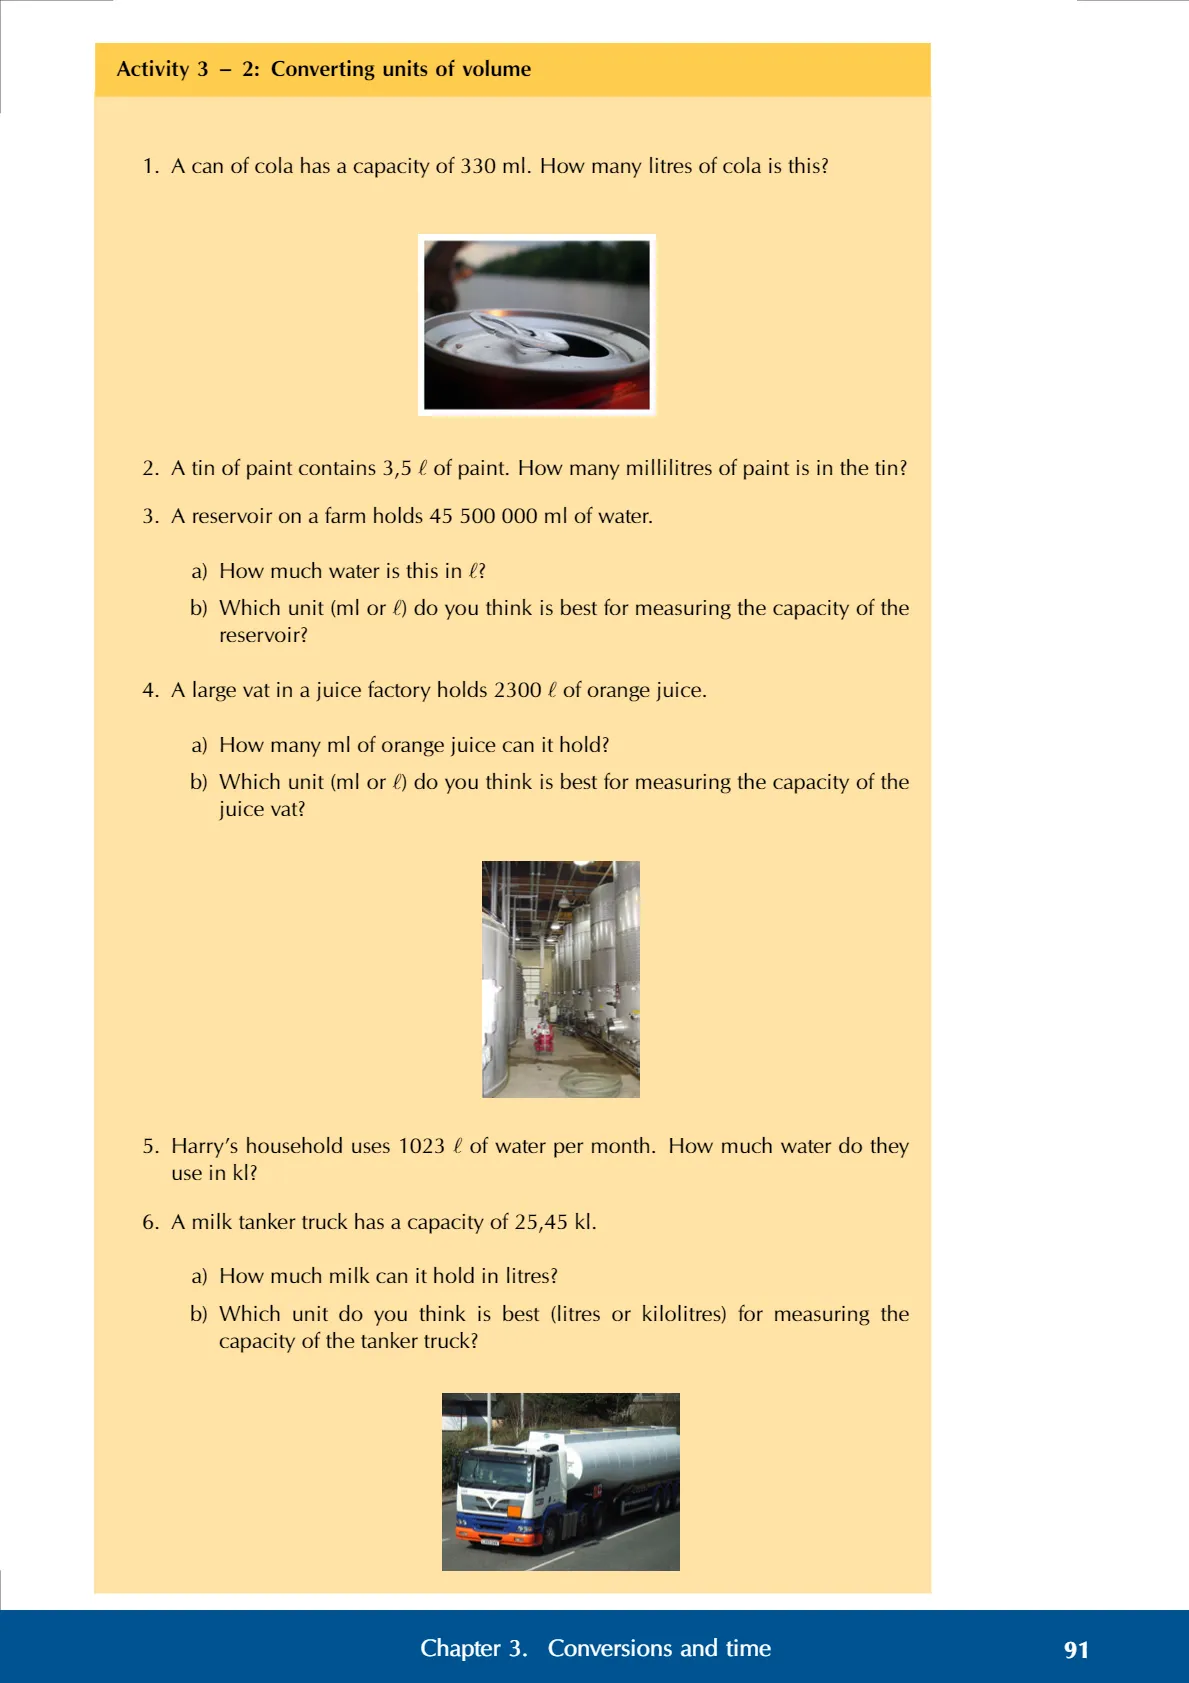 Activity 3 – 2: Converting units of volume
1. A can of cola has a capacity of 330 ml. How many litres of cola is this?
2. A tin of paint contains 3,5 ℓ of paint. How many millilitres of paint is in the tin?
3. A reservoir on a farm holds 45 500 000 ml of water.
a) How much water is this in ℓ?
b) Which unit (ml or ℓ) do you think is best for measuring the capacity of the
reservoir?
4. A large vat in a juice factory holds 2300 ℓ of orange juice.
a) How many ml of orange juice can it hold?
b) Which unit (ml or ℓ) do you think is best for measuring the capacity of the
juice vat?
5. Harry’s household uses 1023 ℓ of water per month. How much water do they
use in kl?
6. A milk tanker truck has a capacity of 25,45 kl.
a) How much milk can it hold in litres?
b) Which unit do you think is best (litres or kilolitres) for measuring the
capacity of the tanker truck?
Chapter 3. Conversions and time
91